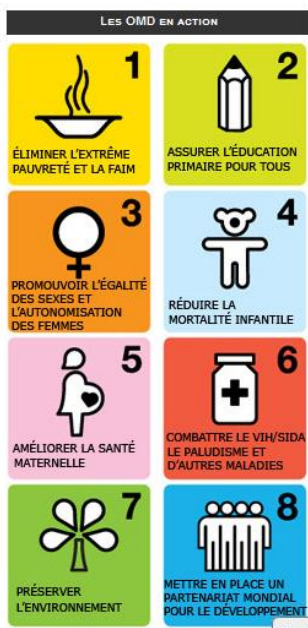 LES OMD EN ACTION
1
ÉLIMINER L'EXTRÊME
PAUVRETÉ ET LA FAIM
2
ASSURER L'ÉDUCATION
PRIMAIRE POUR TOUS
3
PROMOUVOIR L'ÉGALITÉ
DES SEXES ET
L'AUTONOMISATION
DES FEMMES
4
RÉDUIRE LA
MORTALITÉ INFANTILE
5
AMÉLIORER LA SANTÉ
MATERNELLE
6
COMBATTRE LE VIH/SIDA
LE PALUDISME ET
D'AUTRES MALADIES
7
PRÉSERVER
L'ENVIRONNEMENT
8
METTRE EN PLACE UN
PARTENARIAT MONDIAL
POUR LE DÉVELOPPEMENT